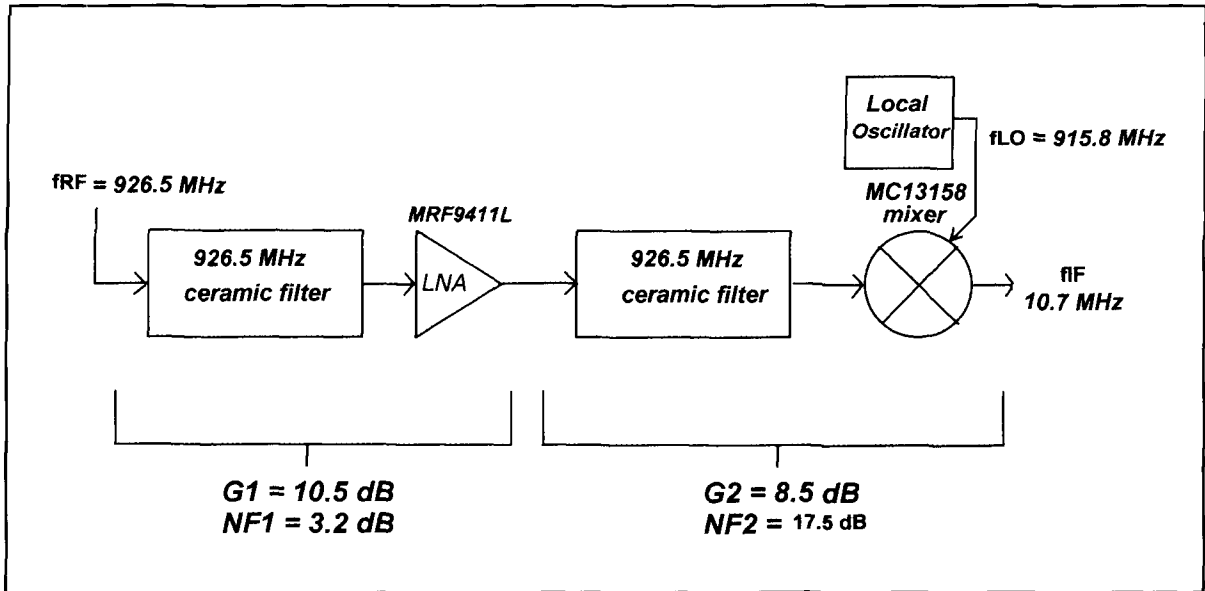 Local
Oscillator
fLO = 915.8 MHz
fRF = 926.5 MHz
MC13158
mixer
MRF9411L
926.5 MHz
ceramic filter
LNA
926.5 MHz
ceramic filter
fIF
10.7 MHz
G1 = 10.5 dB
NF1 = 3.2 dB
G2 = 8.5 dB
NF2 = 17.5 dB